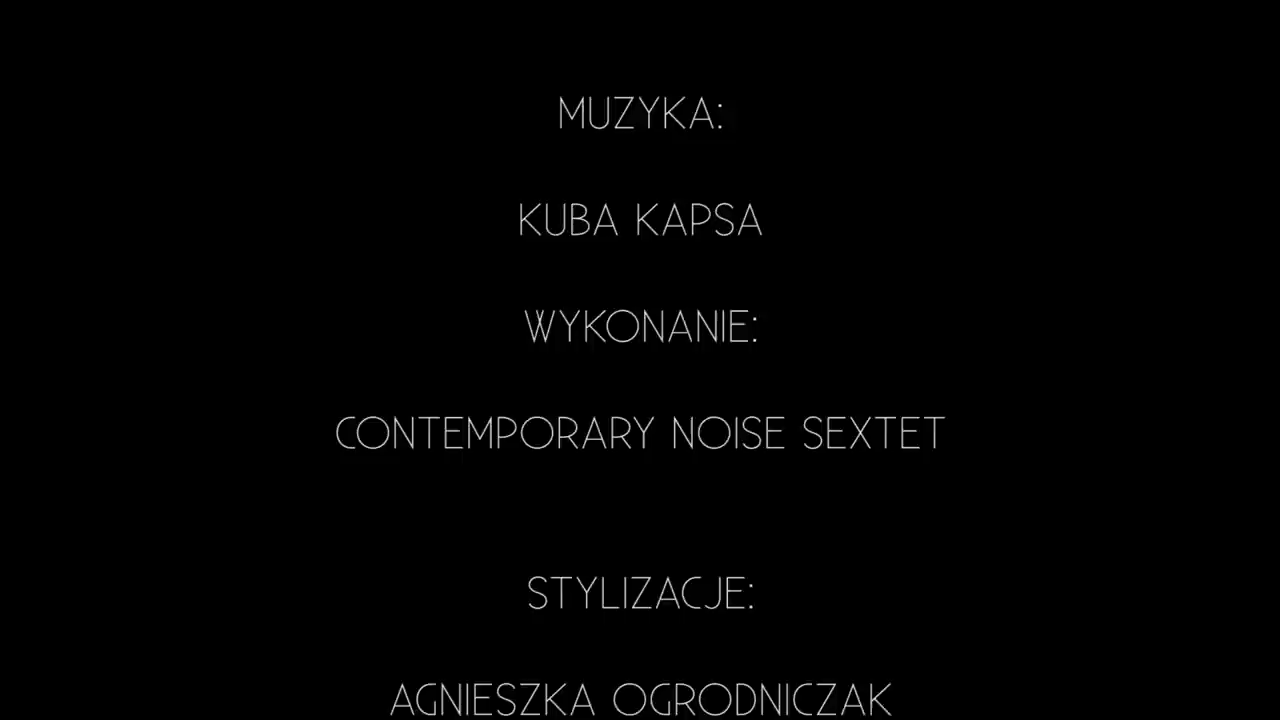 MUZYKA:
KUBA KAPSA
WYKONANIE:
CONTEMPORARY NOISE SEXTET
STYLIZACJE:
AGNIESZKA OGRODNICZAK